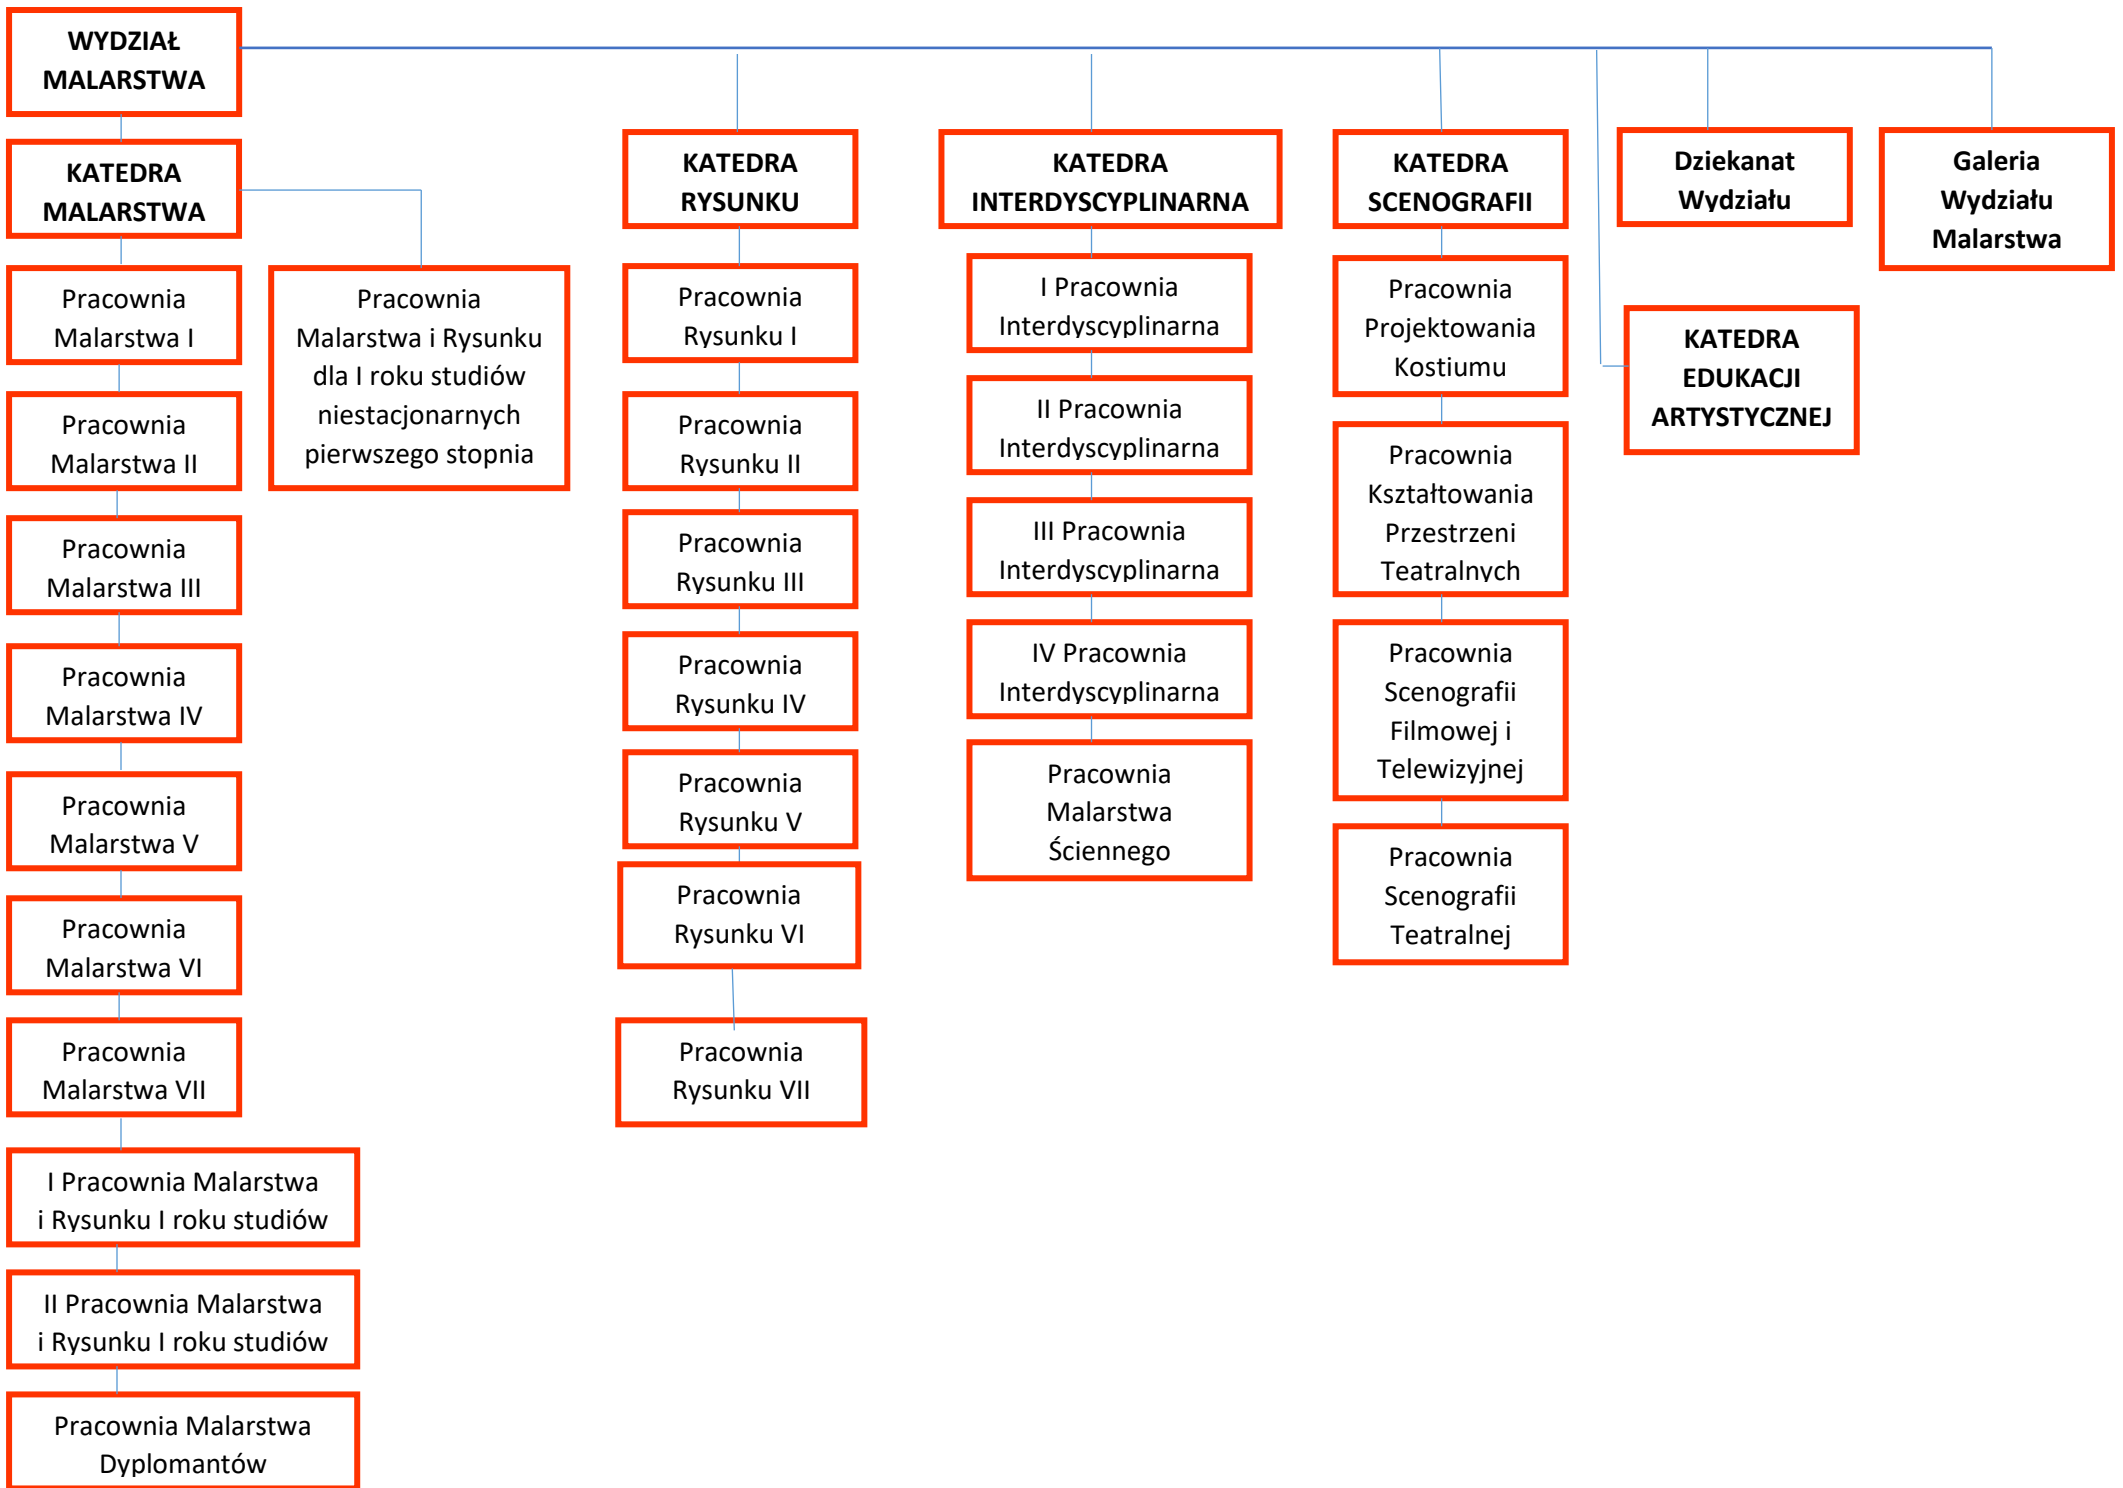 WYDZIAŁ
MALARSTWA
KATEDRA
MALARSTWA
Pracownia
Malarstwa I
Pracownia
Malarstwa II
Pracownia
Malarstwa III
Pracownia
Malarstwa IV
Pracownia
Malarstwa V
Pracownia
Malarstwa VI
Pracownia
Malarstwa VII
I Pracownia Malarstwa
i Rysunku I roku studiów
II Pracownia Malarstwa
i Rysunku I roku studiów
Pracownia Malarstwa
Dyplomantów
Pracownia
Malarstwa i Rysunku
dla I roku studiów
niestacjonarnych
pierwszego stopnia
KATEDRA
RYSUNKU
Pracownia
Rysunku I
Pracownia
Rysunku II
Pracownia
Rysunku III
Pracownia
Rysunku IV
Pracownia
Rysunku V
Pracownia
Rysunku VI
Pracownia
Rysunku VII
KATEDRA
INTERDYSCYPLINARNA
I Pracownia
Interdyscyplinarna
II Pracownia
Interdyscyplinarna
III Pracownia
Interdyscyplinarna
IV Pracownia
Interdyscyplinarna
Pracownia
Malarstwa
Ściennego
KATEDRA
SCENOGRAFII
Pracownia
Projektowania
Kostiumu
Pracownia
Kształtowania
Przestrzeni
Teatralnych
Pracownia
Scenografii
Filmowej i
Telewizyjnej
Pracownia
Scenografii
Teatralnej
Dziekanat
Wydziału
KATEDRA
EDUKACJI
ARTYSTYCZNEJ
Galeria
Wydziału
Malarstwa